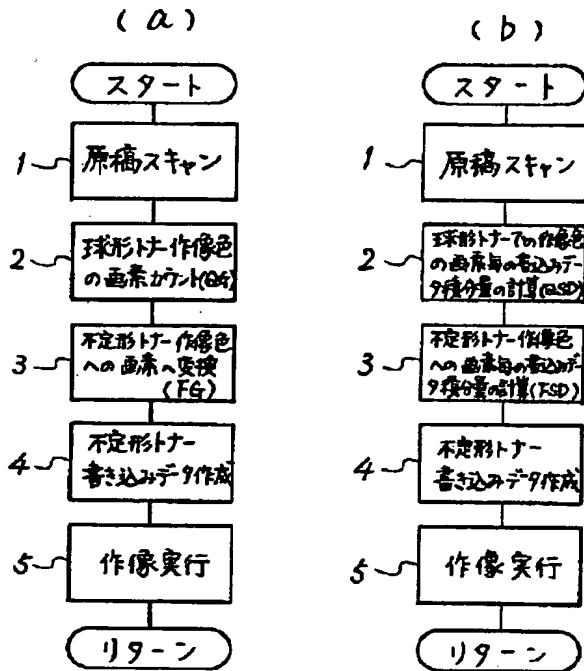 (a)
スタート
1
原稿スキャン
2
球形トナー作像色
の画素カウント(QG)
3
不定形トナー作像色
への画素へ変換
(FG)
4
不定形トナー
書き込みデータ作成
5
作像実行
リターン
(b)
スタート
1
原稿スキャン
2
球形トナーでの作像色
の画素毎の書込みデー
タ積分量の計算(QSD)
3
不定形トナー作像色
への画素毎の書込みデー
タ積分量の計算(FSD)
4
不定形トナー
書き込みデータ作成
5
作像実行
リターン